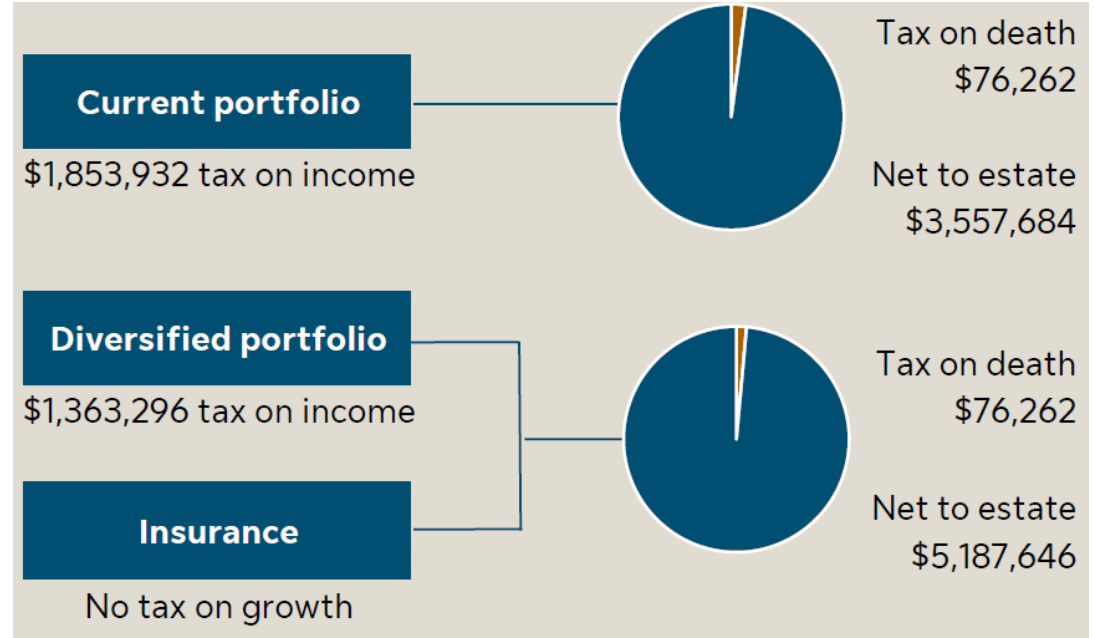 Current portfolio
$1,853,932 tax on income
Tax on death
$76,262
Net to estate
$3,557,684
Diversified portfolio
$1,363,296 tax on income
Insurance
No tax on growth
Tax on death
$76,262
Net to estate
$5,187,646